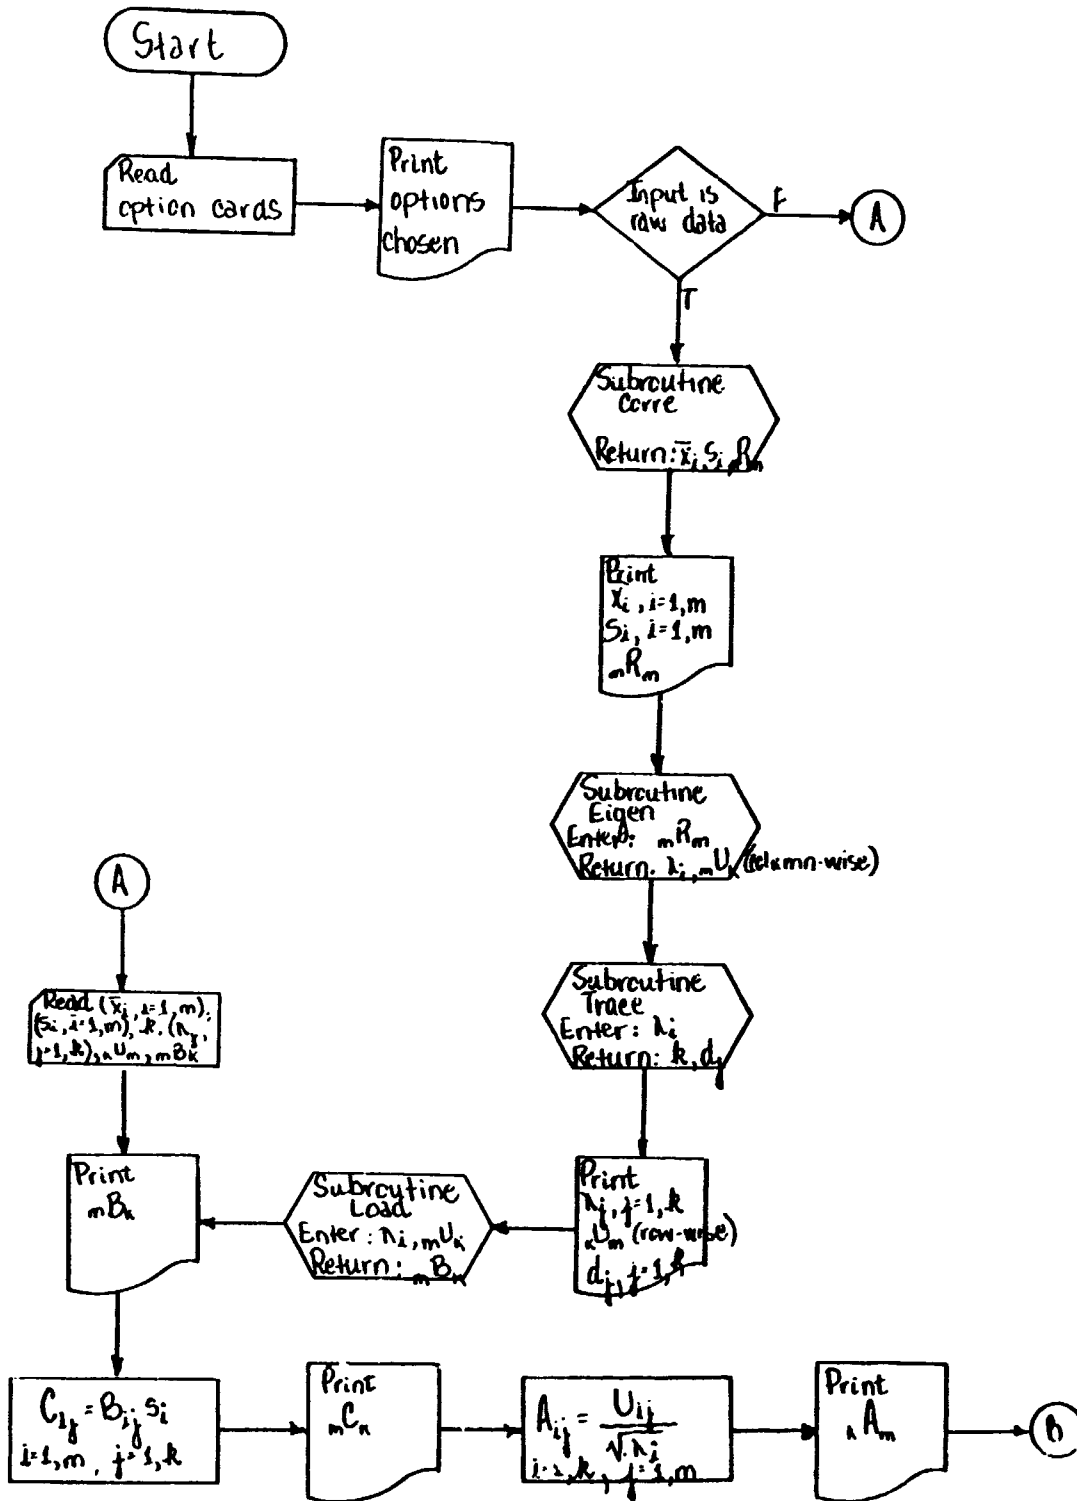 Start
Read
option cards
Print
options
chosen
Input is
raw data
F
A
T
Subroutine
Corre
Return: x̄ᵢ, Sᵢ, ₘRₘ
Print
x̄ᵢ, i=1,m
Sᵢ, i=1,m
ₘRₘ
Subroutine
Eigen
Enter: ₘRₘ
Return: λᵢ, ₘUₖ (column-wise)
A
Subroutine
Trace
Enter: λᵢ
Return: k, dⱼ
Read (x̄ᵢ, i=1,m),
(Sᵢ, i=1,m), k, (λⱼ,
j=1,k), ₖUₘ, ₘBₖ
Print
ₘBₖ
Subroutine
Load
Enter: λᵢ, ₘUₖ
Return: ₘBₖ
Print
λⱼ, j=1,k
ₖUₘ (row-wise)
dⱼ, j=1,k
Cᵢⱼ = Bᵢⱼ Sᵢ
i=1,m, j=1,k
Print
ₘCₖ
Aᵢⱼ = Uᵢⱼ / √λᵢ
i=1,k, j=1,m
Print
ₖAₘ
B